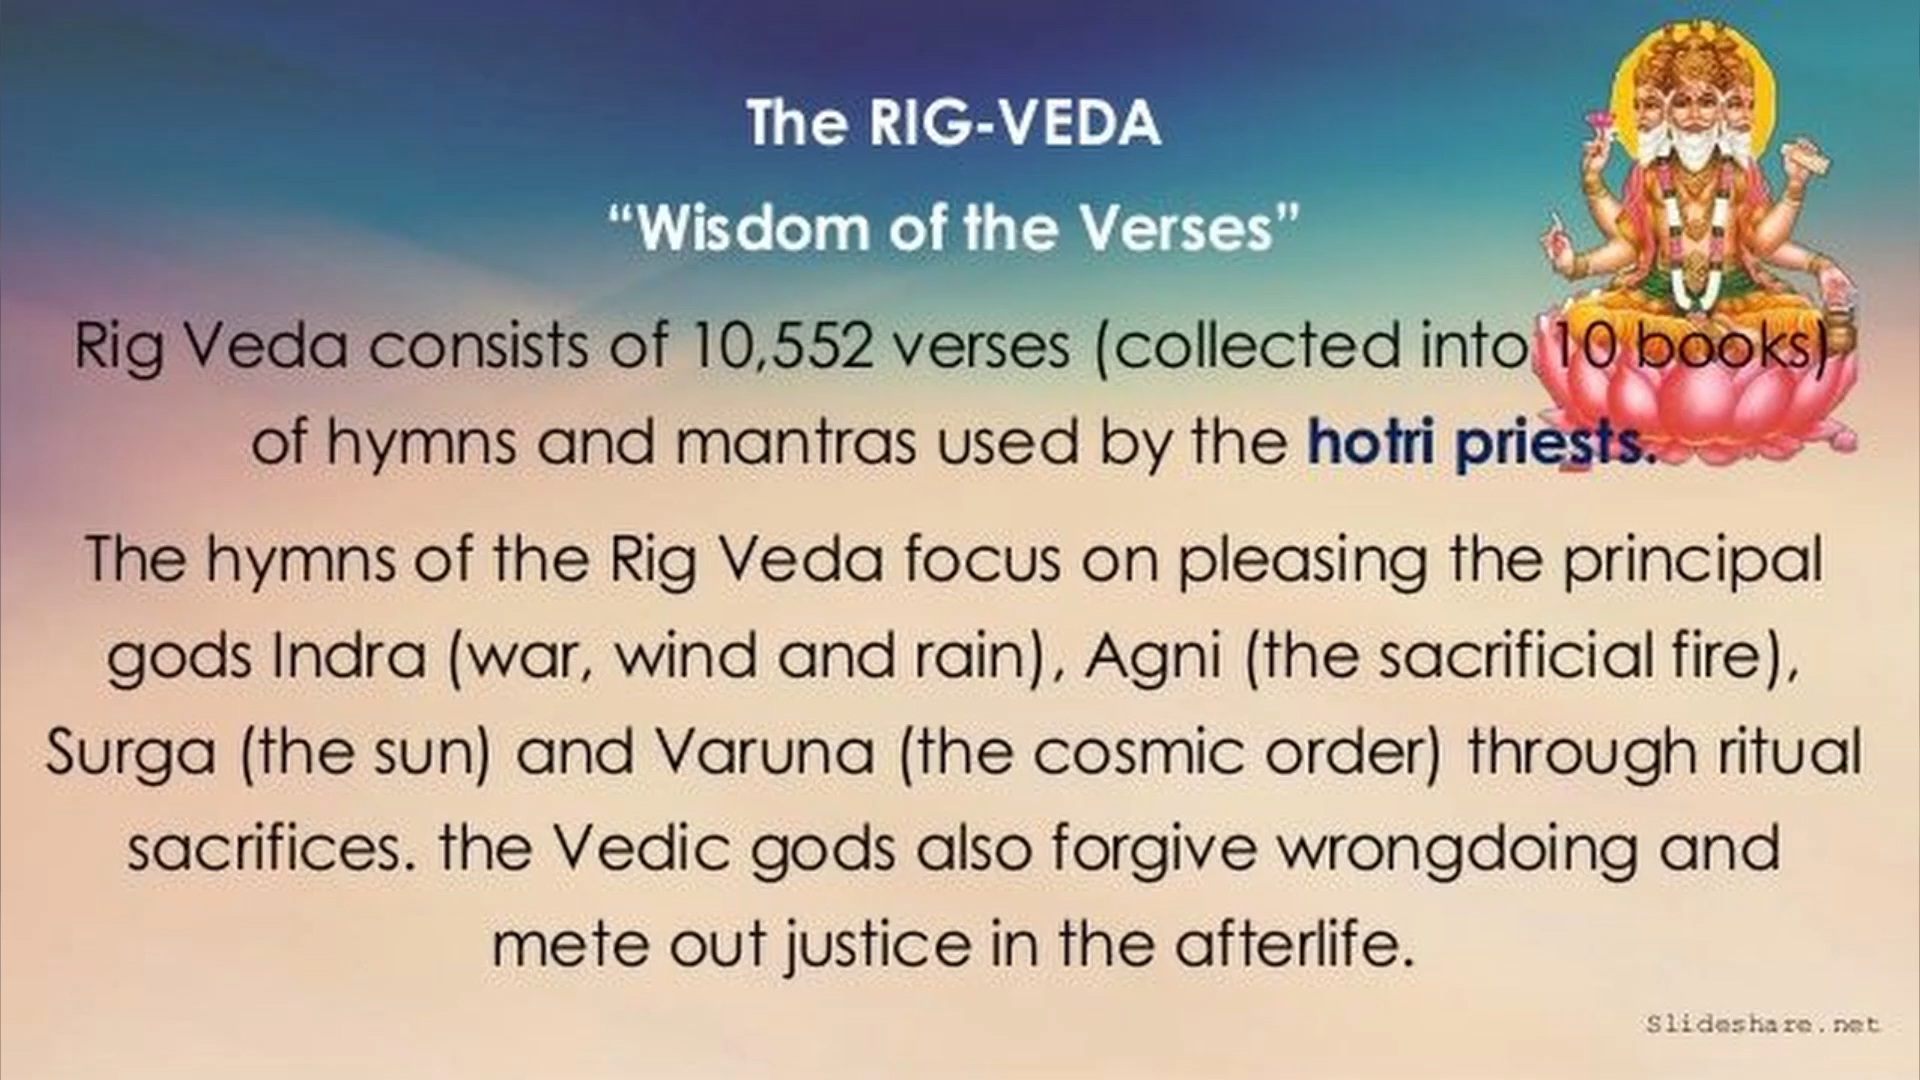 The RIG-VEDA
“Wisdom of the Verses”
Rig Veda consists of 10,552 verses (collected into 10 books)
of hymns and mantras used by the hotri priests.
The hymns of the Rig Veda focus on pleasing the principal
gods Indra (war, wind and rain), Agni (the sacrificial fire),
Surga (the sun) and Varuna (the cosmic order) through ritual
sacrifices. the Vedic gods also forgive wrongdoing and
mete out justice in the afterlife.
Slideshare.net